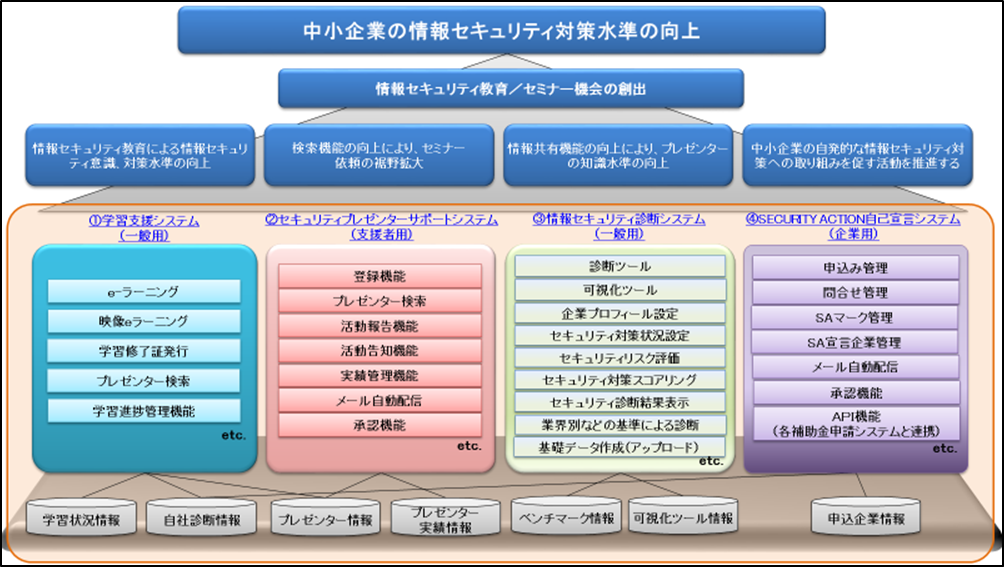 中小企業の情報セキュリティ対策水準の向上
情報セキュリティ教育／セミナー機会の創出
情報セキュリティ教育による情報セキュリ
ティ意識、対策水準の向上
検索機能の向上により、セミナー
依頼の裾野拡大
情報共有機能の向上により、プレゼンター
の知識水準の向上
中小企業の自発的な情報セキュリティ対
策への取り組みを促す活動を推進する
①学習支援システム
（一般用）
e-ラーニング
映像eラーニング
学習修了証発行
プレゼンター検索
学習進捗管理機能
etc.
②セキュリティプレゼンターサポートシステム
（支援者用）
登録機能
プレゼンター検索
活動報告機能
活動告知機能
実績管理機能
メール自動配信
承認機能
etc.
③情報セキュリティ診断システム
（一般用）
診断ツール
可視化ツール
企業プロフィール設定
セキュリティ対策状況設定
セキュリティリスク評価
セキュリティ対策スコアリング
セキュリティ診断結果表示
業界別などの基準による診断
基礎データ作成（アップロード）
etc.
④SECURITY ACTION自己宣言システム
（企業用）
申込み管理
問合せ管理
SAマーク管理
SA宣言企業管理
メール自動配信
承認機能
API機能
（各補助金申請システムと連携）
etc.
学習状況情報
自社診断情報
プレゼンター情報
プレゼンター
実績情報
ベンチマーク情報
可視化ツール情報
申込企業情報